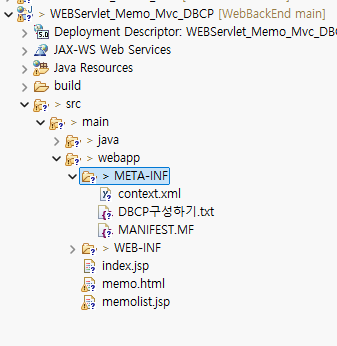 > WEBServlet_Memo_Mvc_DBCP [WebBackEnd main]
Deployment Descriptor: WEBServlet_Memo_Mvc_DBC
JAX-WS Web Services
> Java Resources
build
> src
> main
> java
> webapp
> META-INF
context.xml
DBCP구성하기.txt
MANIFEST.MF
> WEB-INF
index.jsp
memo.html
memolist.jsp